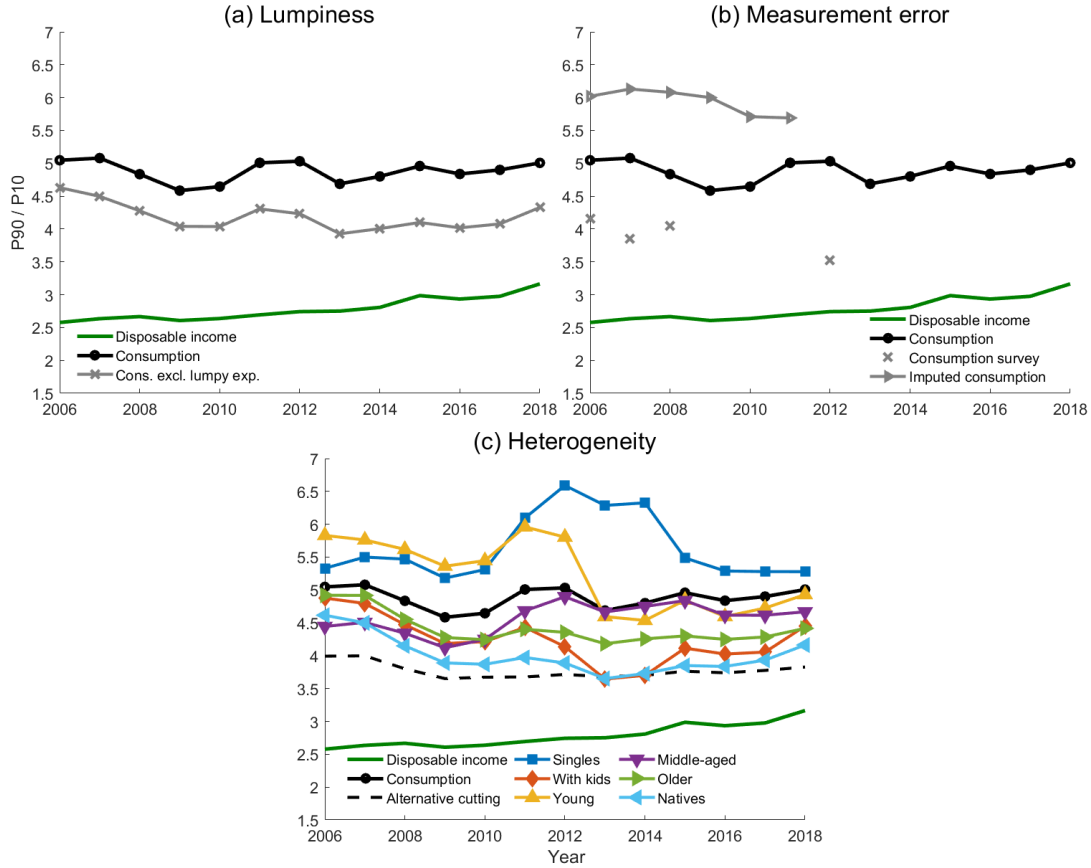 (a) Lumpiness
7
6.5
6
5.5
5
4.5
4
3.5
3
2.5
2
1.5
P90 / P10
Disposable income
Consumption
Cons. excl. lumpy exp.
2006 2008 2010 2012 2014 2016 2018
(b) Measurement error
7
6.5
6
5.5
5
4.5
4
3.5
3
2.5
2
1.5
Disposable income
Consumption
Consumption survey
Imputed consumption
2006 2008 2010 2012 2014 2016 2018
(c) Heterogeneity
7
6.5
6
5.5
5
4.5
4
3.5
3
2.5
2
1.5
Disposable income Singles Middle-aged
Consumption With kids Older
Alternative cutting Young Natives
2006 2008 2010 2012 2014 2016 2018
Year